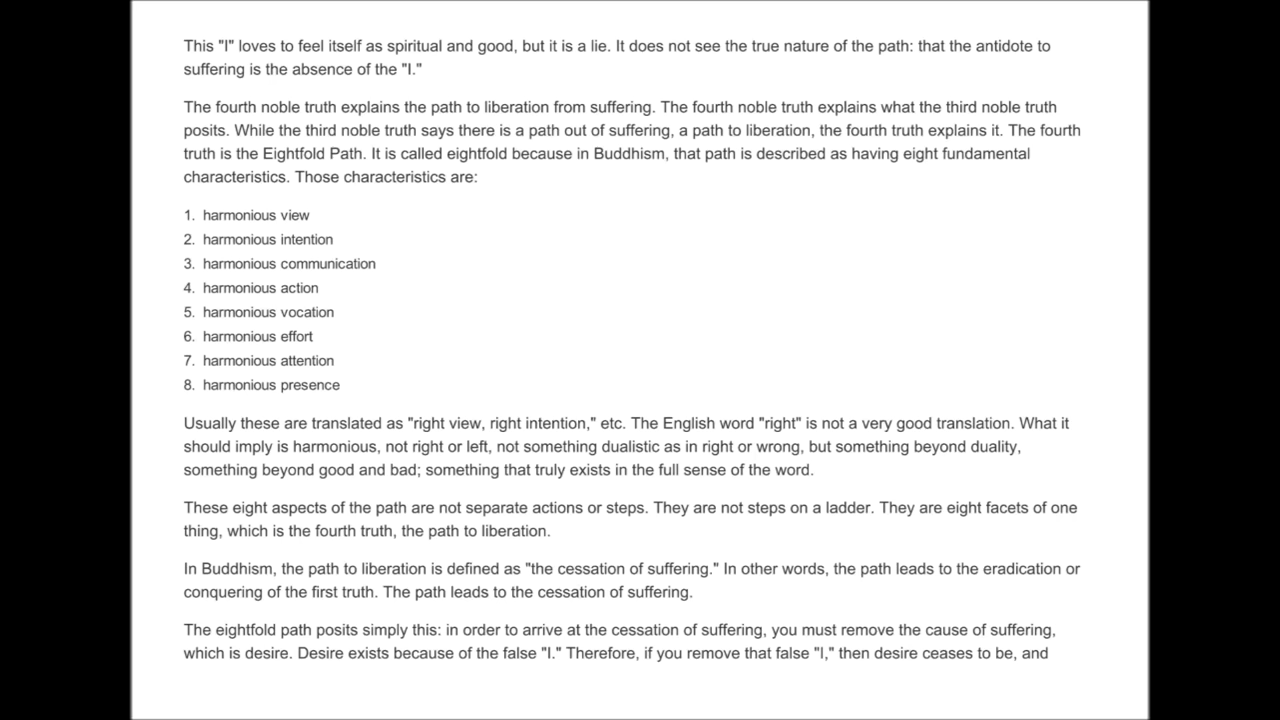 This "I" loves to feel itself as spiritual and good, but it is a lie. It does not see the true nature of the path: that the antidote to
suffering is the absence of the "I."
The fourth noble truth explains the path to liberation from suffering. The fourth noble truth explains what the third noble truth
posits. While the third noble truth says there is a path out of suffering, a path to liberation, the fourth truth explains it. The fourth
truth is the Eightfold Path. It is called eightfold because in Buddhism, that path is described as having eight fundamental
characteristics. Those characteristics are:
1. harmonious view
2. harmonious intention
3. harmonious communication
4. harmonious action
5. harmonious vocation
6. harmonious effort
7. harmonious attention
8. harmonious presence
Usually these are translated as "right view, right intention," etc. The English word "right" is not a very good translation. What it
should imply is harmonious, not right or left, not something dualistic as in right or wrong, but something beyond duality,
something beyond good and bad; something that truly exists in the full sense of the word.
These eight aspects of the path are not separate actions or steps. They are not steps on a ladder. They are eight facets of one
thing, which is the fourth truth, the path to liberation.
In Buddhism, the path to liberation is defined as "the cessation of suffering." In other words, the path leads to the eradication or
conquering of the first truth. The path leads to the cessation of suffering.
The eightfold path posits simply this: in order to arrive at the cessation of suffering, you must remove the cause of suffering,
which is desire. Desire exists because of the false "I." Therefore, if you remove that false "I," then desire ceases to be, and